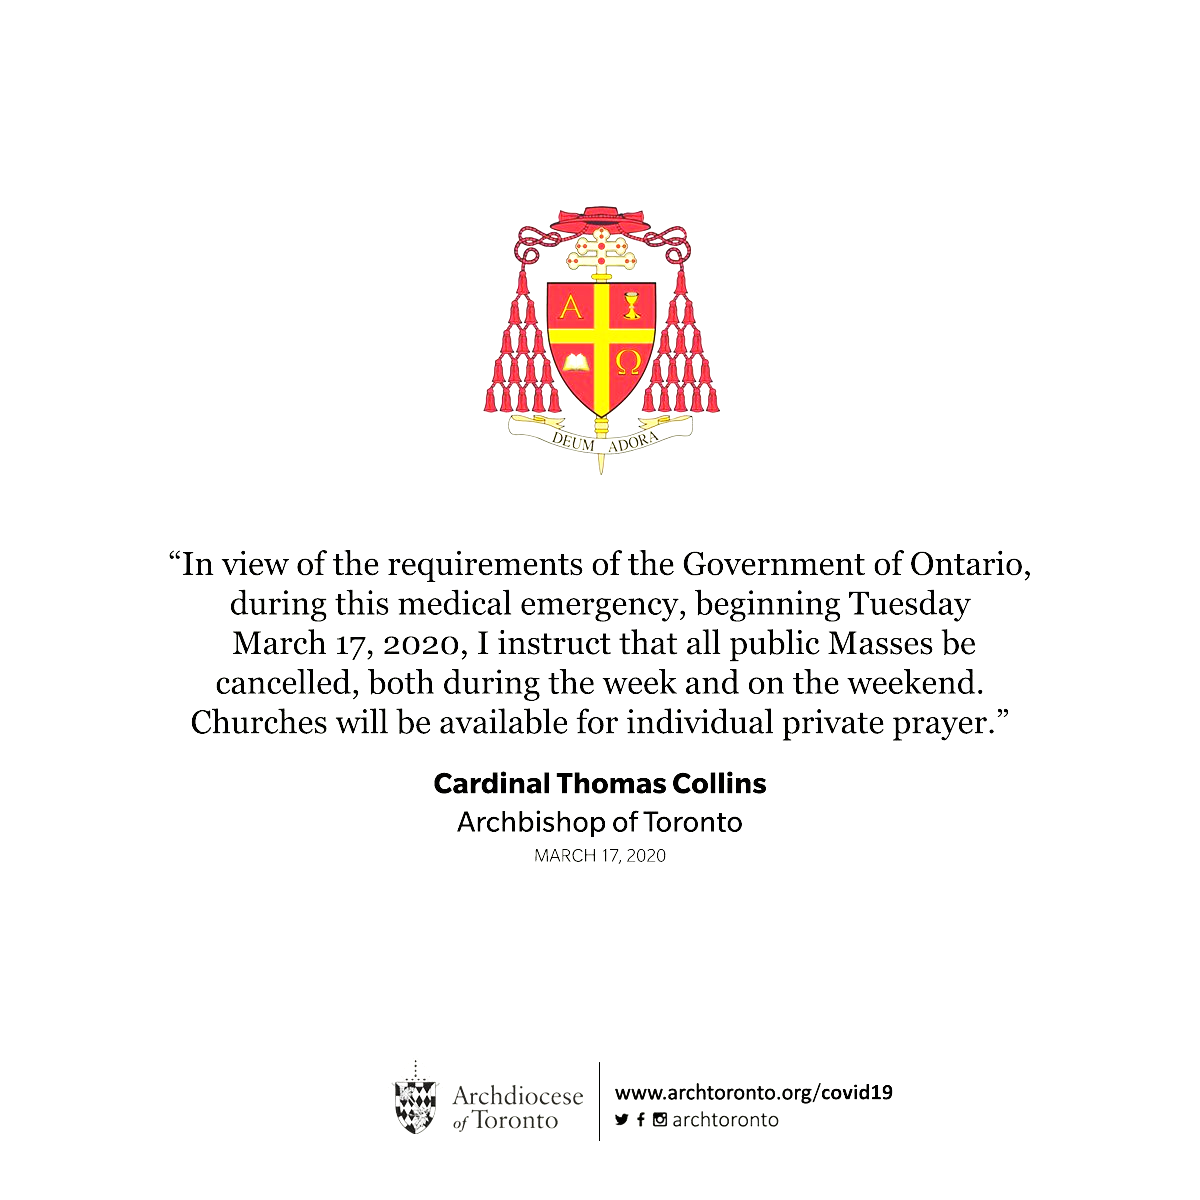 A
Ω
DEUM ADORA
“In view of the requirements of the Government of Ontario,
during this medical emergency, beginning Tuesday
March 17, 2020, I instruct that all public Masses be
cancelled, both during the week and on the weekend.
Churches will be available for individual private prayer.”
Cardinal Thomas Collins
Archbishop of Toronto
MARCH 17, 2020
Archdiocese
of Toronto
www.archtoronto.org/covid19
archtoronto